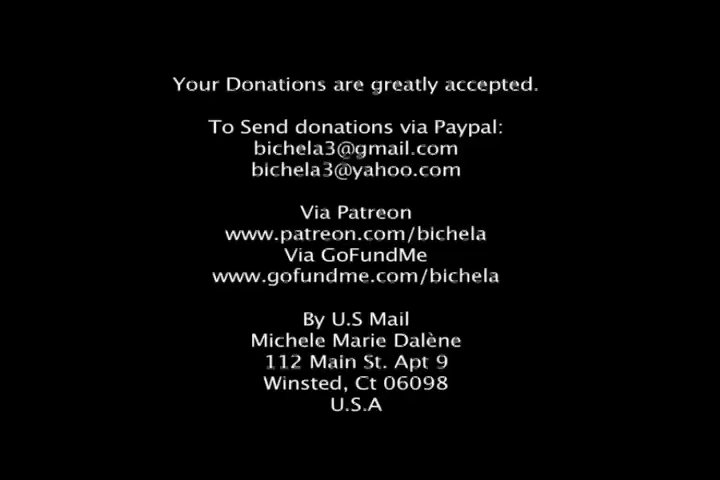 Your Donations are greatly accepted.
To Send donations via Paypal:
bichela3@gmail.com
bichela3@yahoo.com
Via Patreon
www.patreon.com/bichela
Via GoFundMe
www.gofundme.com/bichela
By U.S Mail
Michele Marie Dalène
112 Main St. Apt 9
Winsted, Ct 06098
U.S.A